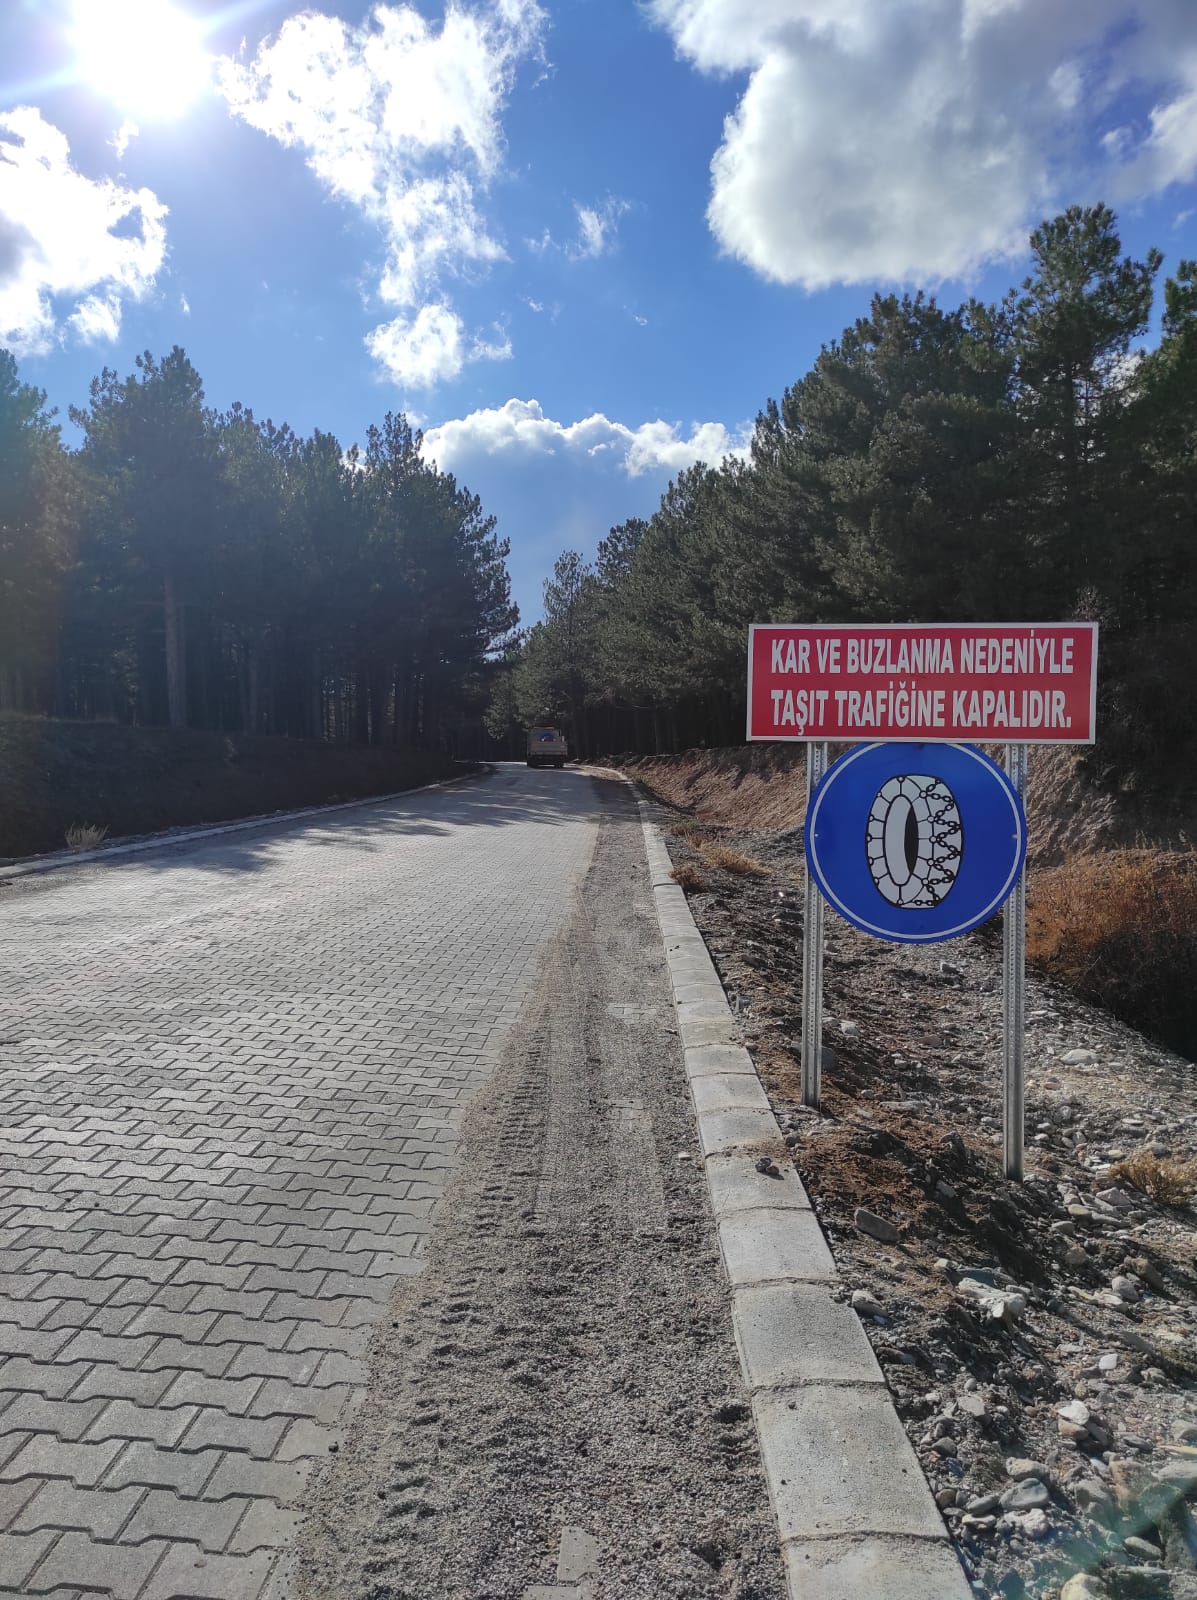 KAR VE BUZLANMA NEDENİYLE
TAŞIT TRAFİĞİNE KAPALIDIR.